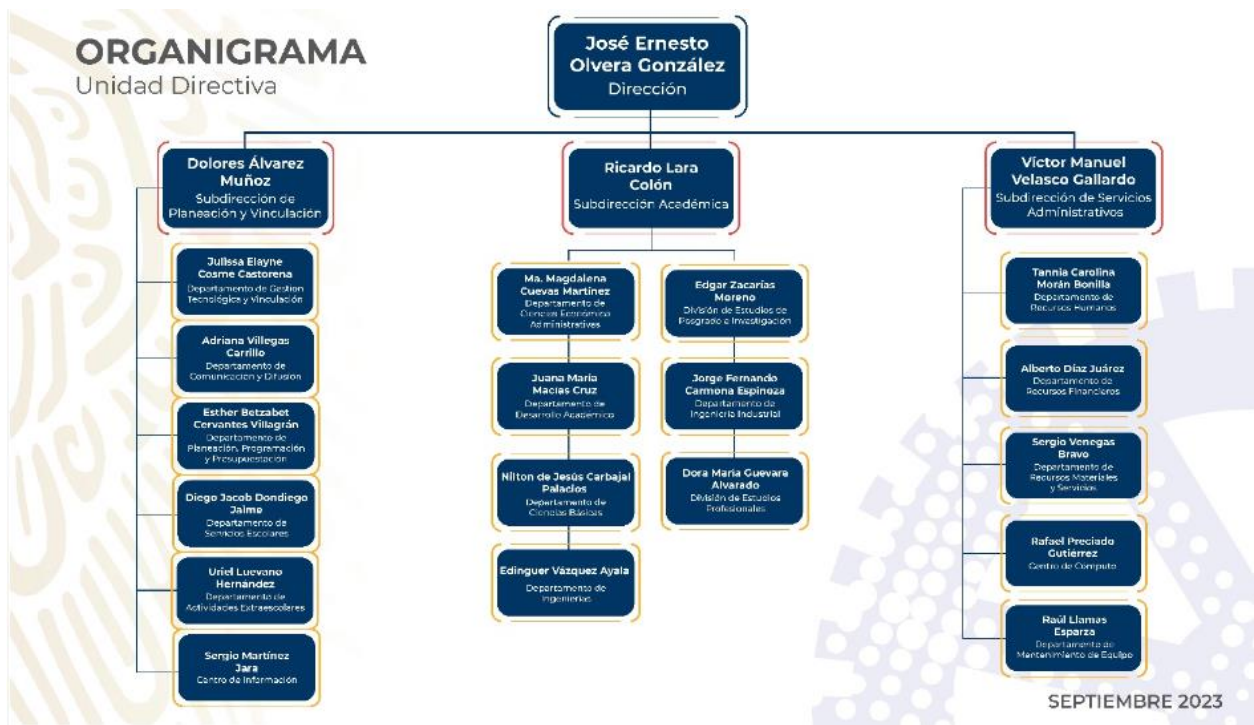 ORGANIGRAMA
Unidad Directiva
José Ernesto
Olvera González
Dirección
Dolores Álvarez
Muñoz
Subdirección de
Planeación y Vinculación
Julissa Elayne
Cosme Castorena
Departamento de Gestion
Tecnológica y Vinculación
Adriana Villegas
Carrillo
Departamento de
Comunicación y Difusión
Esther Betzabet
Cervantes Villagrán
Departamento de
Planeación, Programación
y Presupuestación
Diego Jacob Dondiego
Jaime
Departamento de
Servicios Escolares
Uriel Luevano
Hernández
Departamento de
Actividades Extraescolares
Sergio Martínez
Jara
Centro de Información
Ricardo Lara
Colón
Subdirección Académica
Ma. Magdalena
Cuevas Martínez
Departamento de
Ciencias Económico
Administrativas
Juana María
Macías Cruz
Departamento de
Desarrollo Académico
Nilton de Jesús Carbajal
Palacios
Departamento de
Ciencias Básicas
Edinguer Vázquez Ayala
Departamento de
Ingenierías
Edgar Zacarías
Moreno
División de Estudios de
Posgrado e Investigación
Jorge Fernando
Carmona Espinoza
Departamento de
Ingeniería Industrial
Dora María Guevara
Alvarado
División de Estudios
Profesionales
Víctor Manuel
Velasco Gallardo
Subdirección de Servicios
Administrativos
Tannia Carolina
Morán Bonilla
Departamento de
Recursos Humanos
Alberto Díaz Juárez
Departamento de
Recursos Financieros
Sergio Venegas
Bravo
Departamento de
Recursos Materiales
y Servicios
Rafael Preciado
Gutiérrez
Centro de Cómputo
Raúl Llamas
Esparza
Departamento de
Mantenimiento de Equipo
SEPTIEMBRE 2023